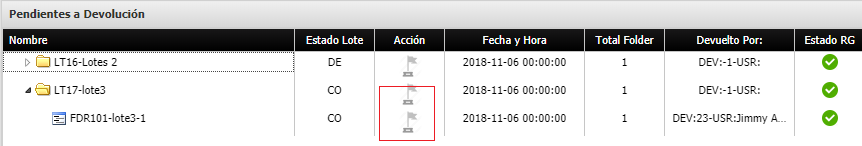 Pendientes a Devolución
Nombre Estado Lote Acción Fecha y Hora Total Folder Devuelto Por: Estado RG
LT16-Lotes 2 DE 2018-11-06 00:00:00 1 DEV:-1-USR:
LT17-lote3 CO 2018-11-06 00:00:00 1 DEV:-1-USR:
FDR101-lote3-1 CO 2018-11-06 00:00:00 1 DEV:23-USR:Jimmy A...